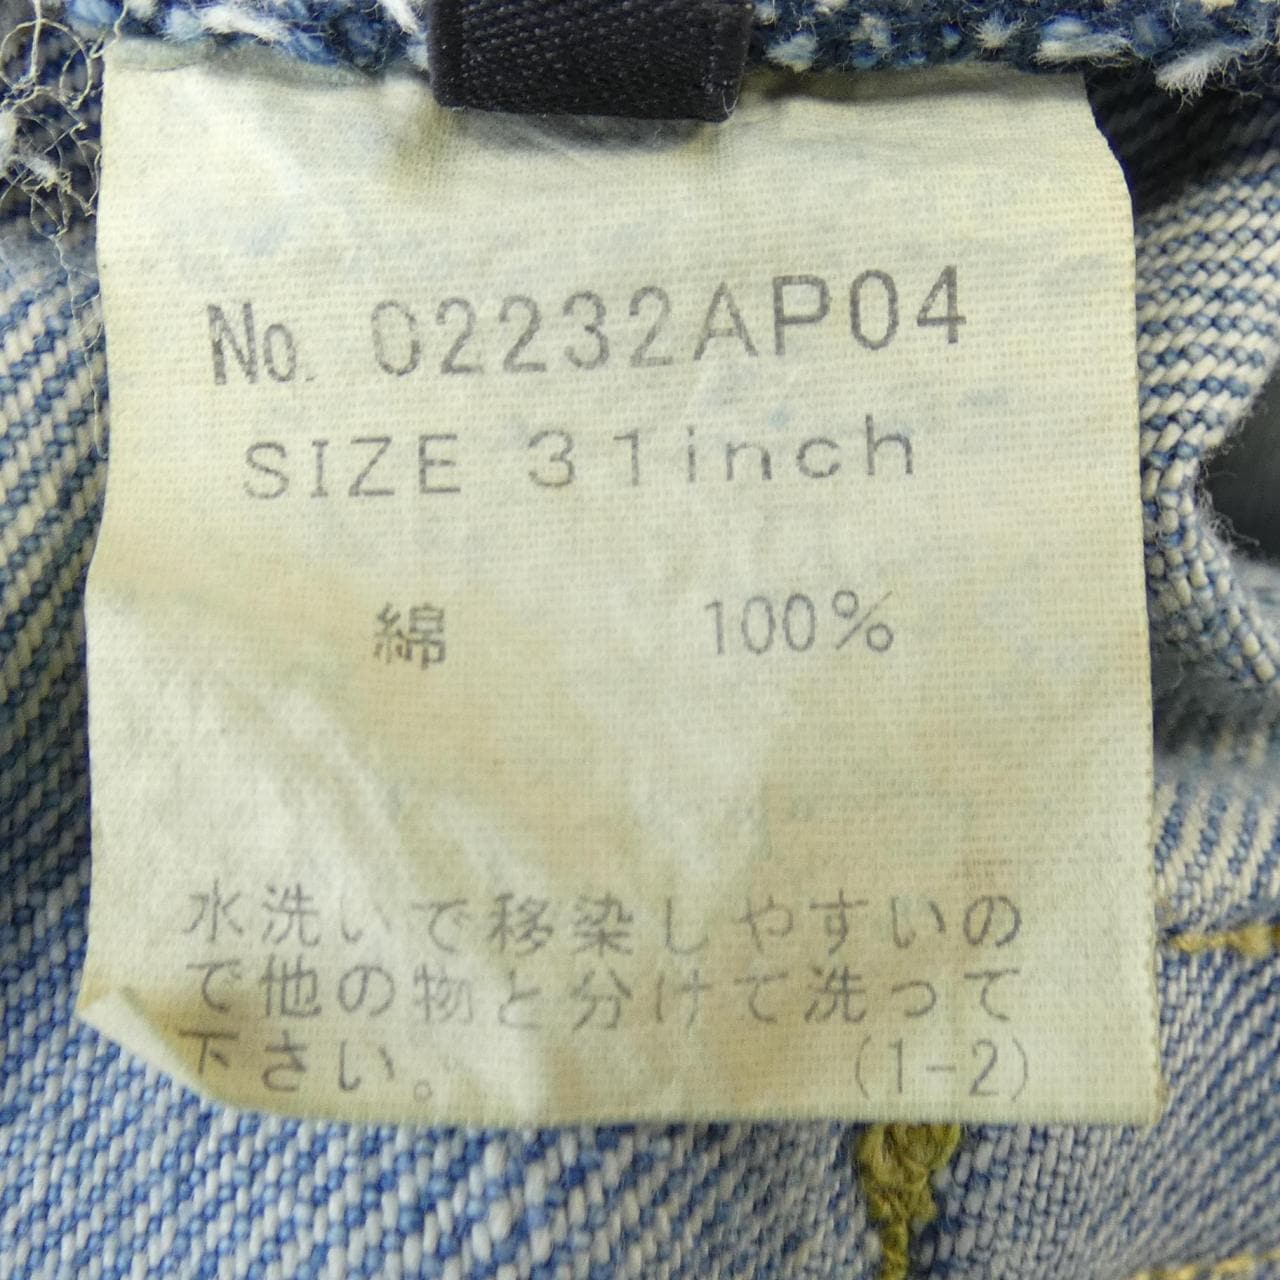 No. 02232AP04
SIZE 31inch
綿 100%
水洗いで移染しやすいの
で他の物と分けて洗って
下さい。 (1-2)